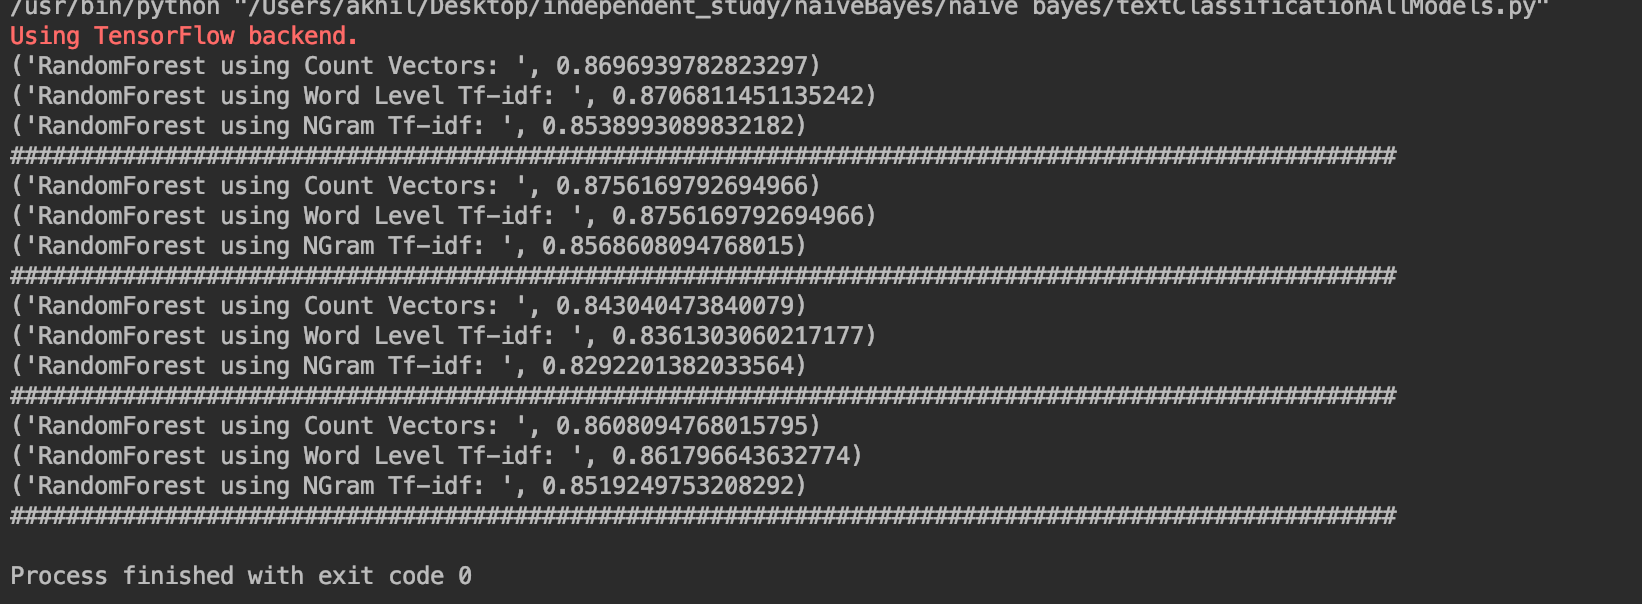 /usr/bin/python "/Users/akhil/Desktop/independent_study/naiveBayes/naive bayes/textClassificationAllModels.py"
Using TensorFlow backend.
('RandomForest using Count Vectors: ', 0.8696939782823297)
('RandomForest using Word Level Tf-idf: ', 0.8706811451135242)
('RandomForest using NGram Tf-idf: ', 0.8538993089832182)
###################################################################################################
('RandomForest using Count Vectors: ', 0.8756169792694966)
('RandomForest using Word Level Tf-idf: ', 0.8756169792694966)
('RandomForest using NGram Tf-idf: ', 0.8568608094768015)
###################################################################################################
('RandomForest using Count Vectors: ', 0.843040473840079)
('RandomForest using Word Level Tf-idf: ', 0.8361303060217177)
('RandomForest using NGram Tf-idf: ', 0.8292201382033564)
###################################################################################################
('RandomForest using Count Vectors: ', 0.8608094768015795)
('RandomForest using Word Level Tf-idf: ', 0.861796643632774)
('RandomForest using NGram Tf-idf: ', 0.8519249753208292)
###################################################################################################
Process finished with exit code 0